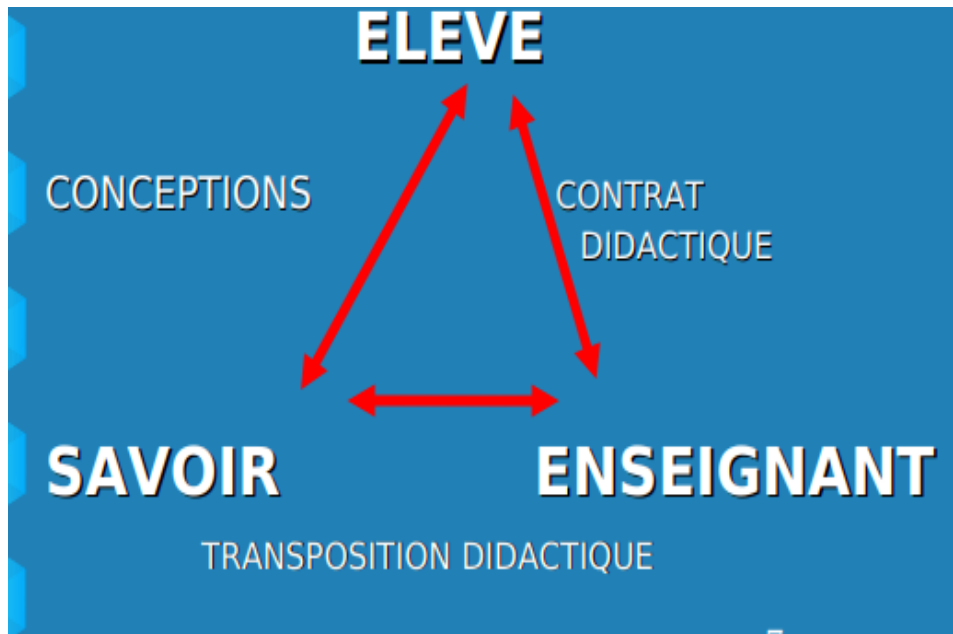 ELEVE
CONCEPTIONS
CONTRAT
DIDACTIQUE
SAVOIR
ENSEIGNANT
TRANSPOSITION DIDACTIQUE